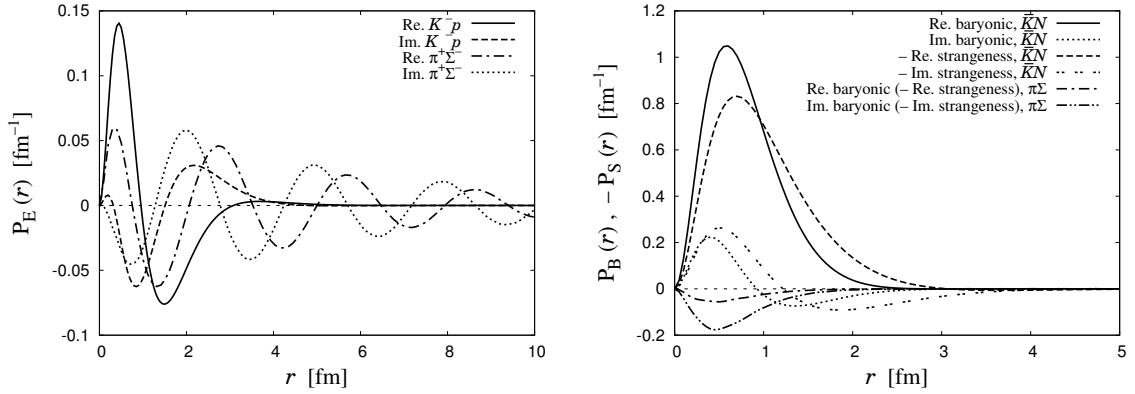 0.15
0.10
0.05
0
-0.05
-0.1
P_E (r) [fm⁻¹]
0 2 4 6 8 10
r [fm]
Re. K⁻p
Im. K⁻p
Re. π⁺Σ⁻
Im. π⁺Σ⁻
1.2
1
0.8
0.6
0.4
0.2
0
-0.2
P_B (r) , − P_S (r) [fm⁻¹]
0 1 2 3 4 5
r [fm]
Re. baryonic, K̅N
Im. baryonic, K̅N
– Re. strangeness, K̅N
– Im. strangeness, K̅N
Re. baryonic (– Re. strangeness), πΣ
Im. baryonic (– Im. strangeness), πΣ